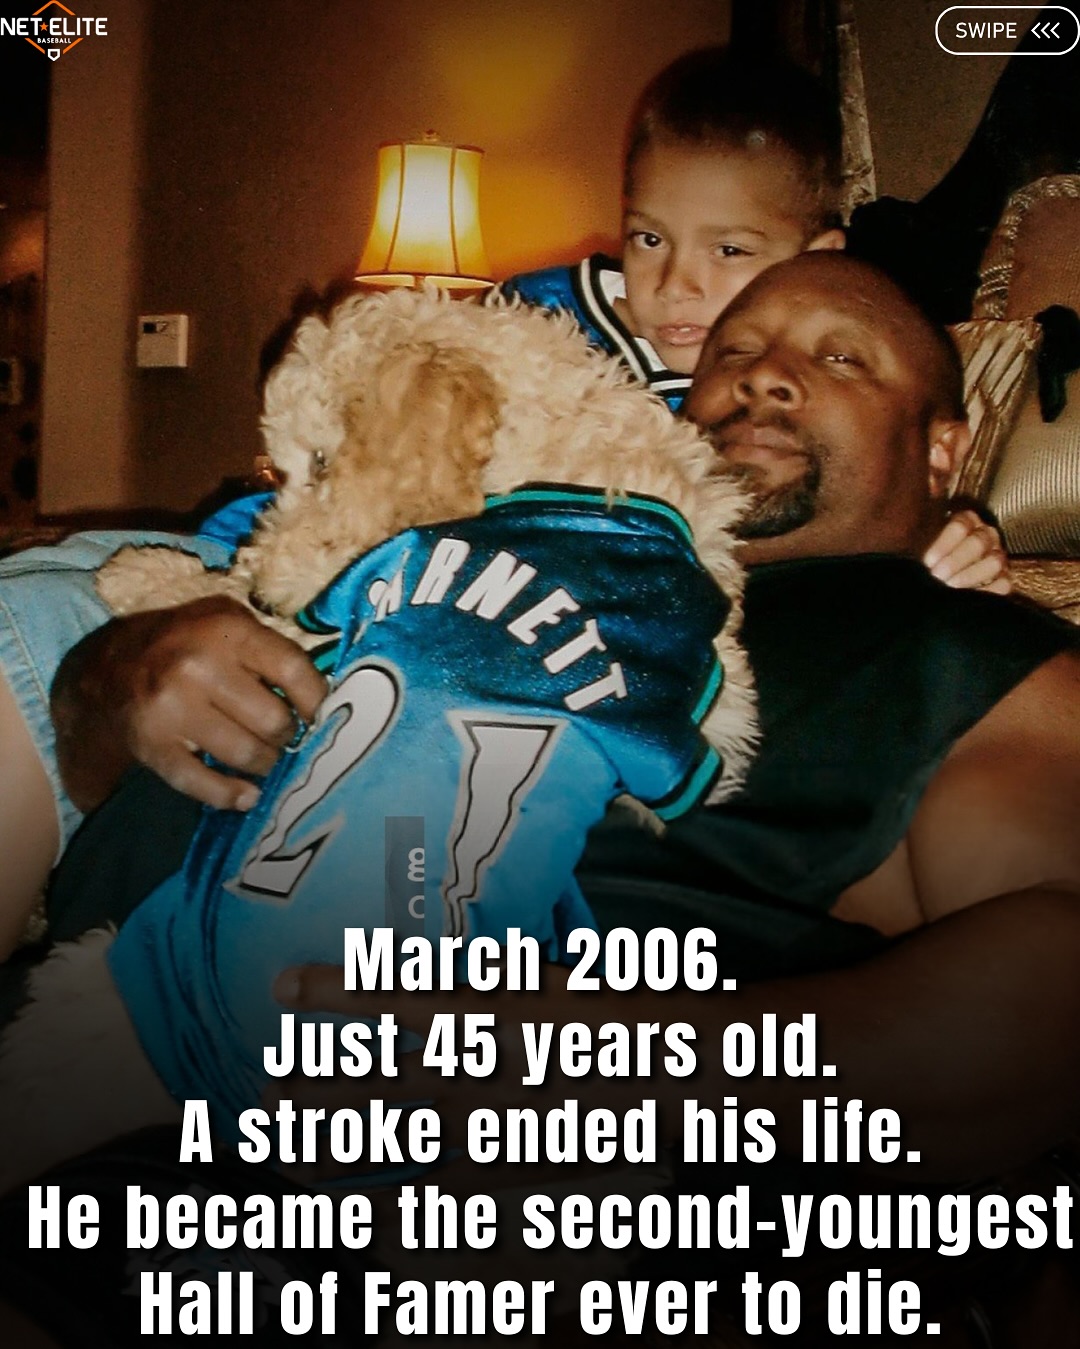 NET ELITE
BASEBALL
SWIPE
ARNETT
21
March 2006.
Just 45 years old.
A stroke ended his life.
He became the second-youngest
Hall of Famer ever to die.